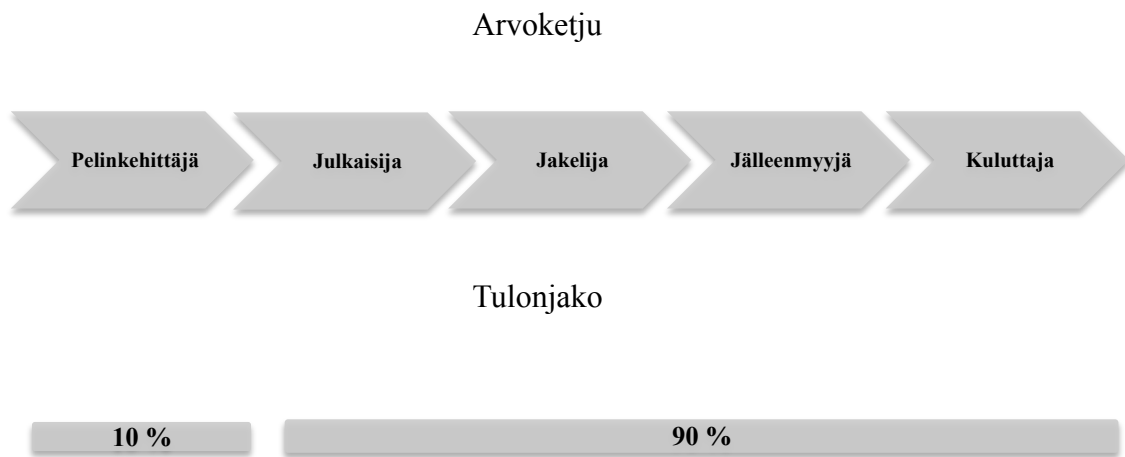 Arvoketju
Pelinkehittäjä
Julkaisija
Jakelija
Jälleenmyyjä
Kuluttaja
Tulonjako
10 %
90 %